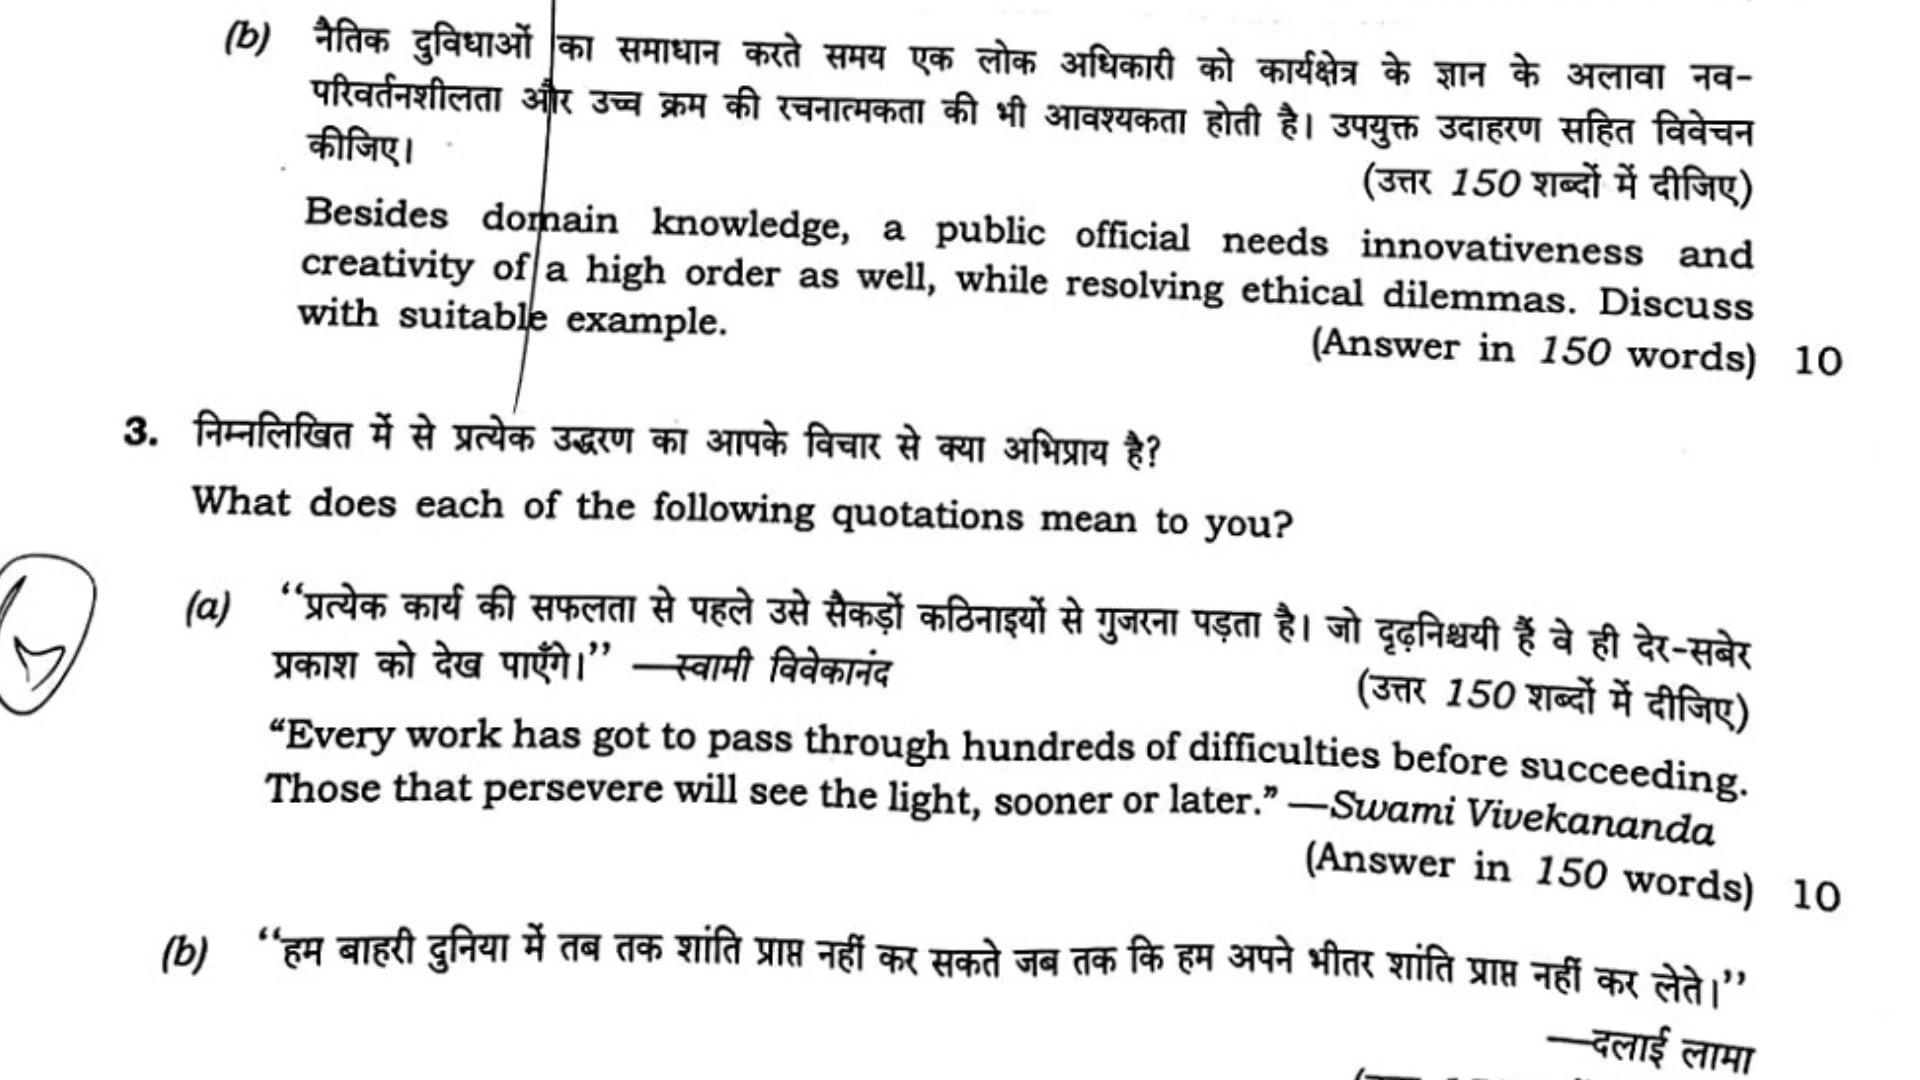 (b) नैतिक दुविधाओं का समाधान करते समय एक लोक अधिकारी को कार्यक्षेत्र के ज्ञान के अलावा नव-
परिवर्तनशीलता और उच्च क्रम की रचनात्मकता की भी आवश्यकता होती है। उपयुक्त उदाहरण सहित विवेचन
कीजिए।
(उत्तर 150 शब्दों में दीजिए)
Besides domain knowledge, a public official needs innovativeness and
creativity of a high order as well, while resolving ethical dilemmas. Discuss
with suitable example.
(Answer in 150 words) 10
3. निम्नलिखित में से प्रत्येक उद्धरण का आपके विचार से क्या अभिप्राय है?
What does each of the following quotations mean to you?
(a) ‘‘प्रत्येक कार्य की सफलता से पहले उसे सैकड़ों कठिनाइयों से गुजरना पड़ता है। जो दृढ़निश्चयी हैं वे ही देर-सबेर
प्रकाश को देख पाएँगे।’’ —स्वामी विवेकानंद
(उत्तर 150 शब्दों में दीजिए)
“Every work has got to pass through hundreds of difficulties before succeeding.
Those that persevere will see the light, sooner or later.” —Swami Vivekananda
(Answer in 150 words) 10
(b) ‘‘हम बाहरी दुनिया में तब तक शांति प्राप्त नहीं कर सकते जब तक कि हम अपने भीतर शांति प्राप्त नहीं कर लेते।’’
—दलाई लामा